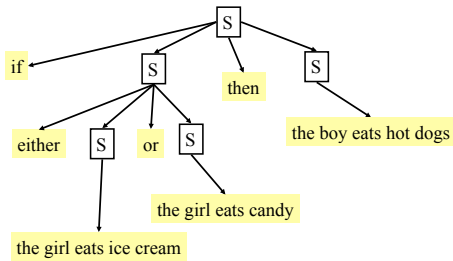 S
if
S
then
S
either
S
or
S
the boy eats hot dogs
the girl eats candy
the girl eats ice cream